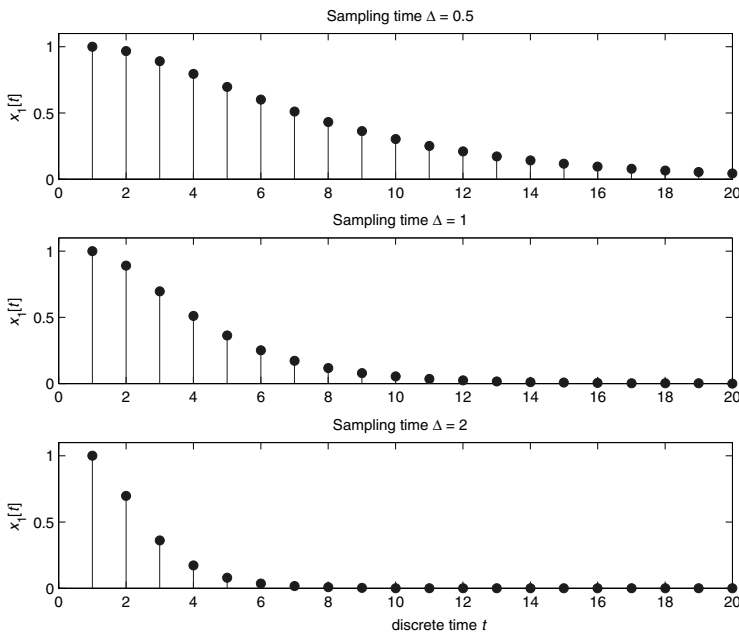 Sampling time Δ = 0.5
1
0.5
0
x₁[t]
0 2 4 6 8 10 12 14 16 18 20
Sampling time Δ = 1
1
0.5
0
x₁[t]
0 2 4 6 8 10 12 14 16 18 20
Sampling time Δ = 2
1
0.5
0
x₁[t]
0 2 4 6 8 10 12 14 16 18 20
discrete time t